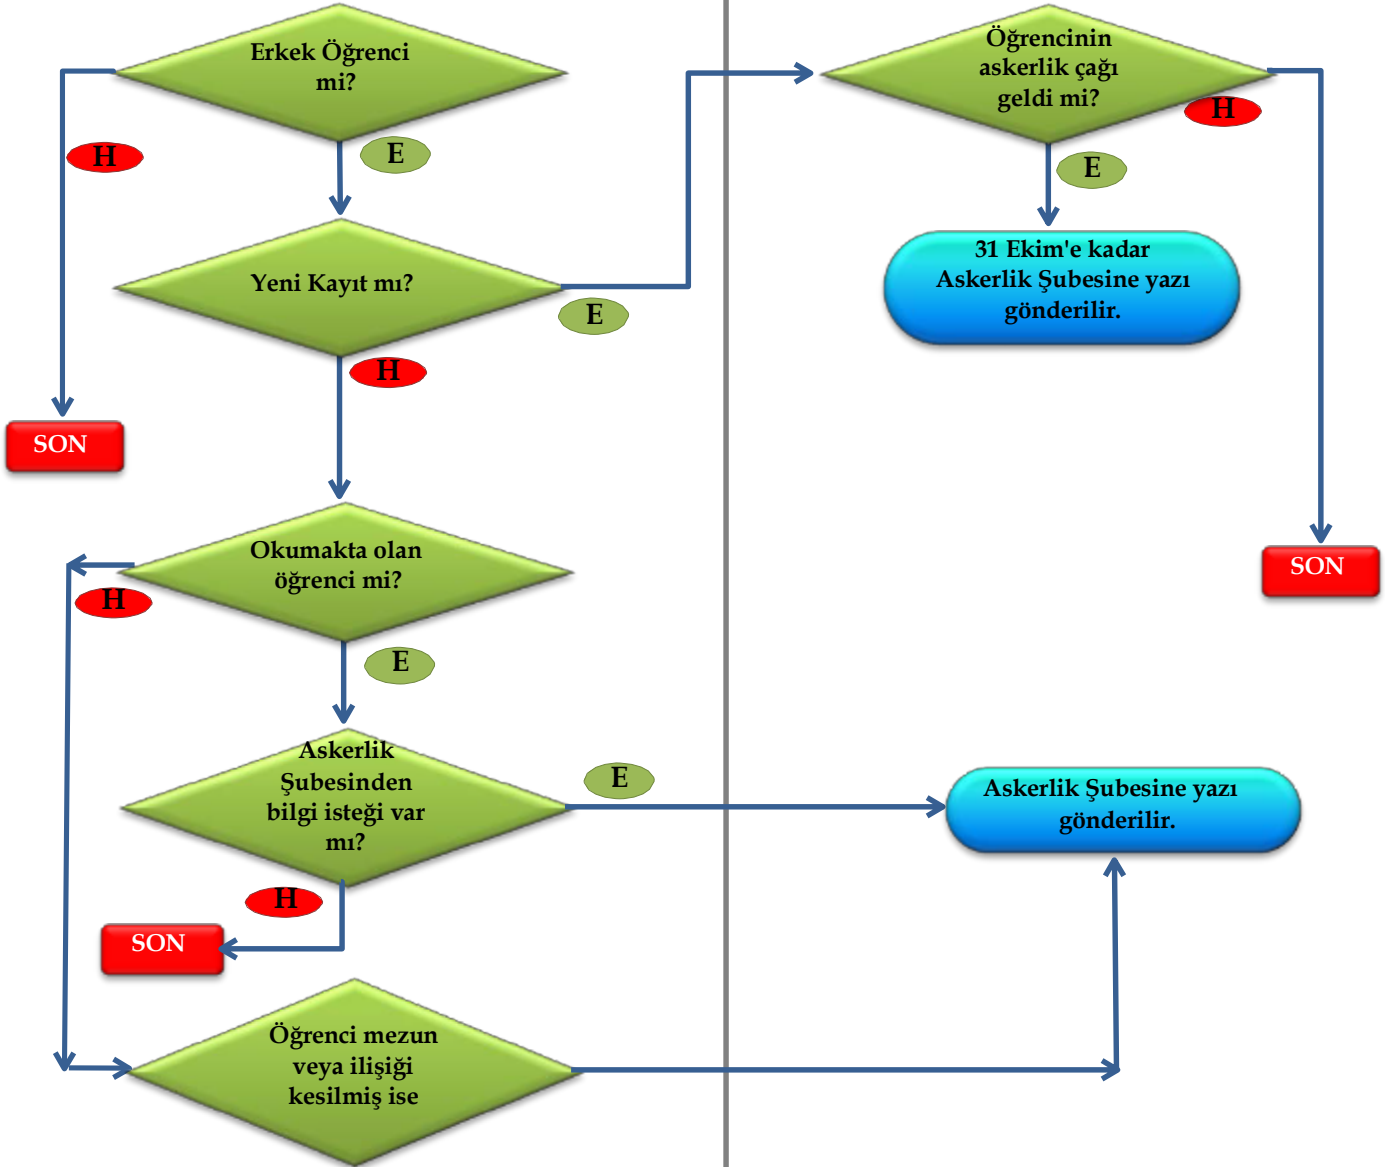 Erkek Öğrenci
mi?
H
E
Yeni Kayıt mı?
E
H
SON
Okumakta olan
öğrenci mi?
H
E
Askerlik
Şubesinden
bilgi isteği var
mı?
E
H
SON
Öğrenci mezun
veya ilişiği
kesilmiş ise
Öğrencinin
askerlik çağı
geldi mi?
H
E
31 Ekim'e kadar
Askerlik Şubesine yazı
gönderilir.
SON
Askerlik Şubesine yazı
gönderilir.